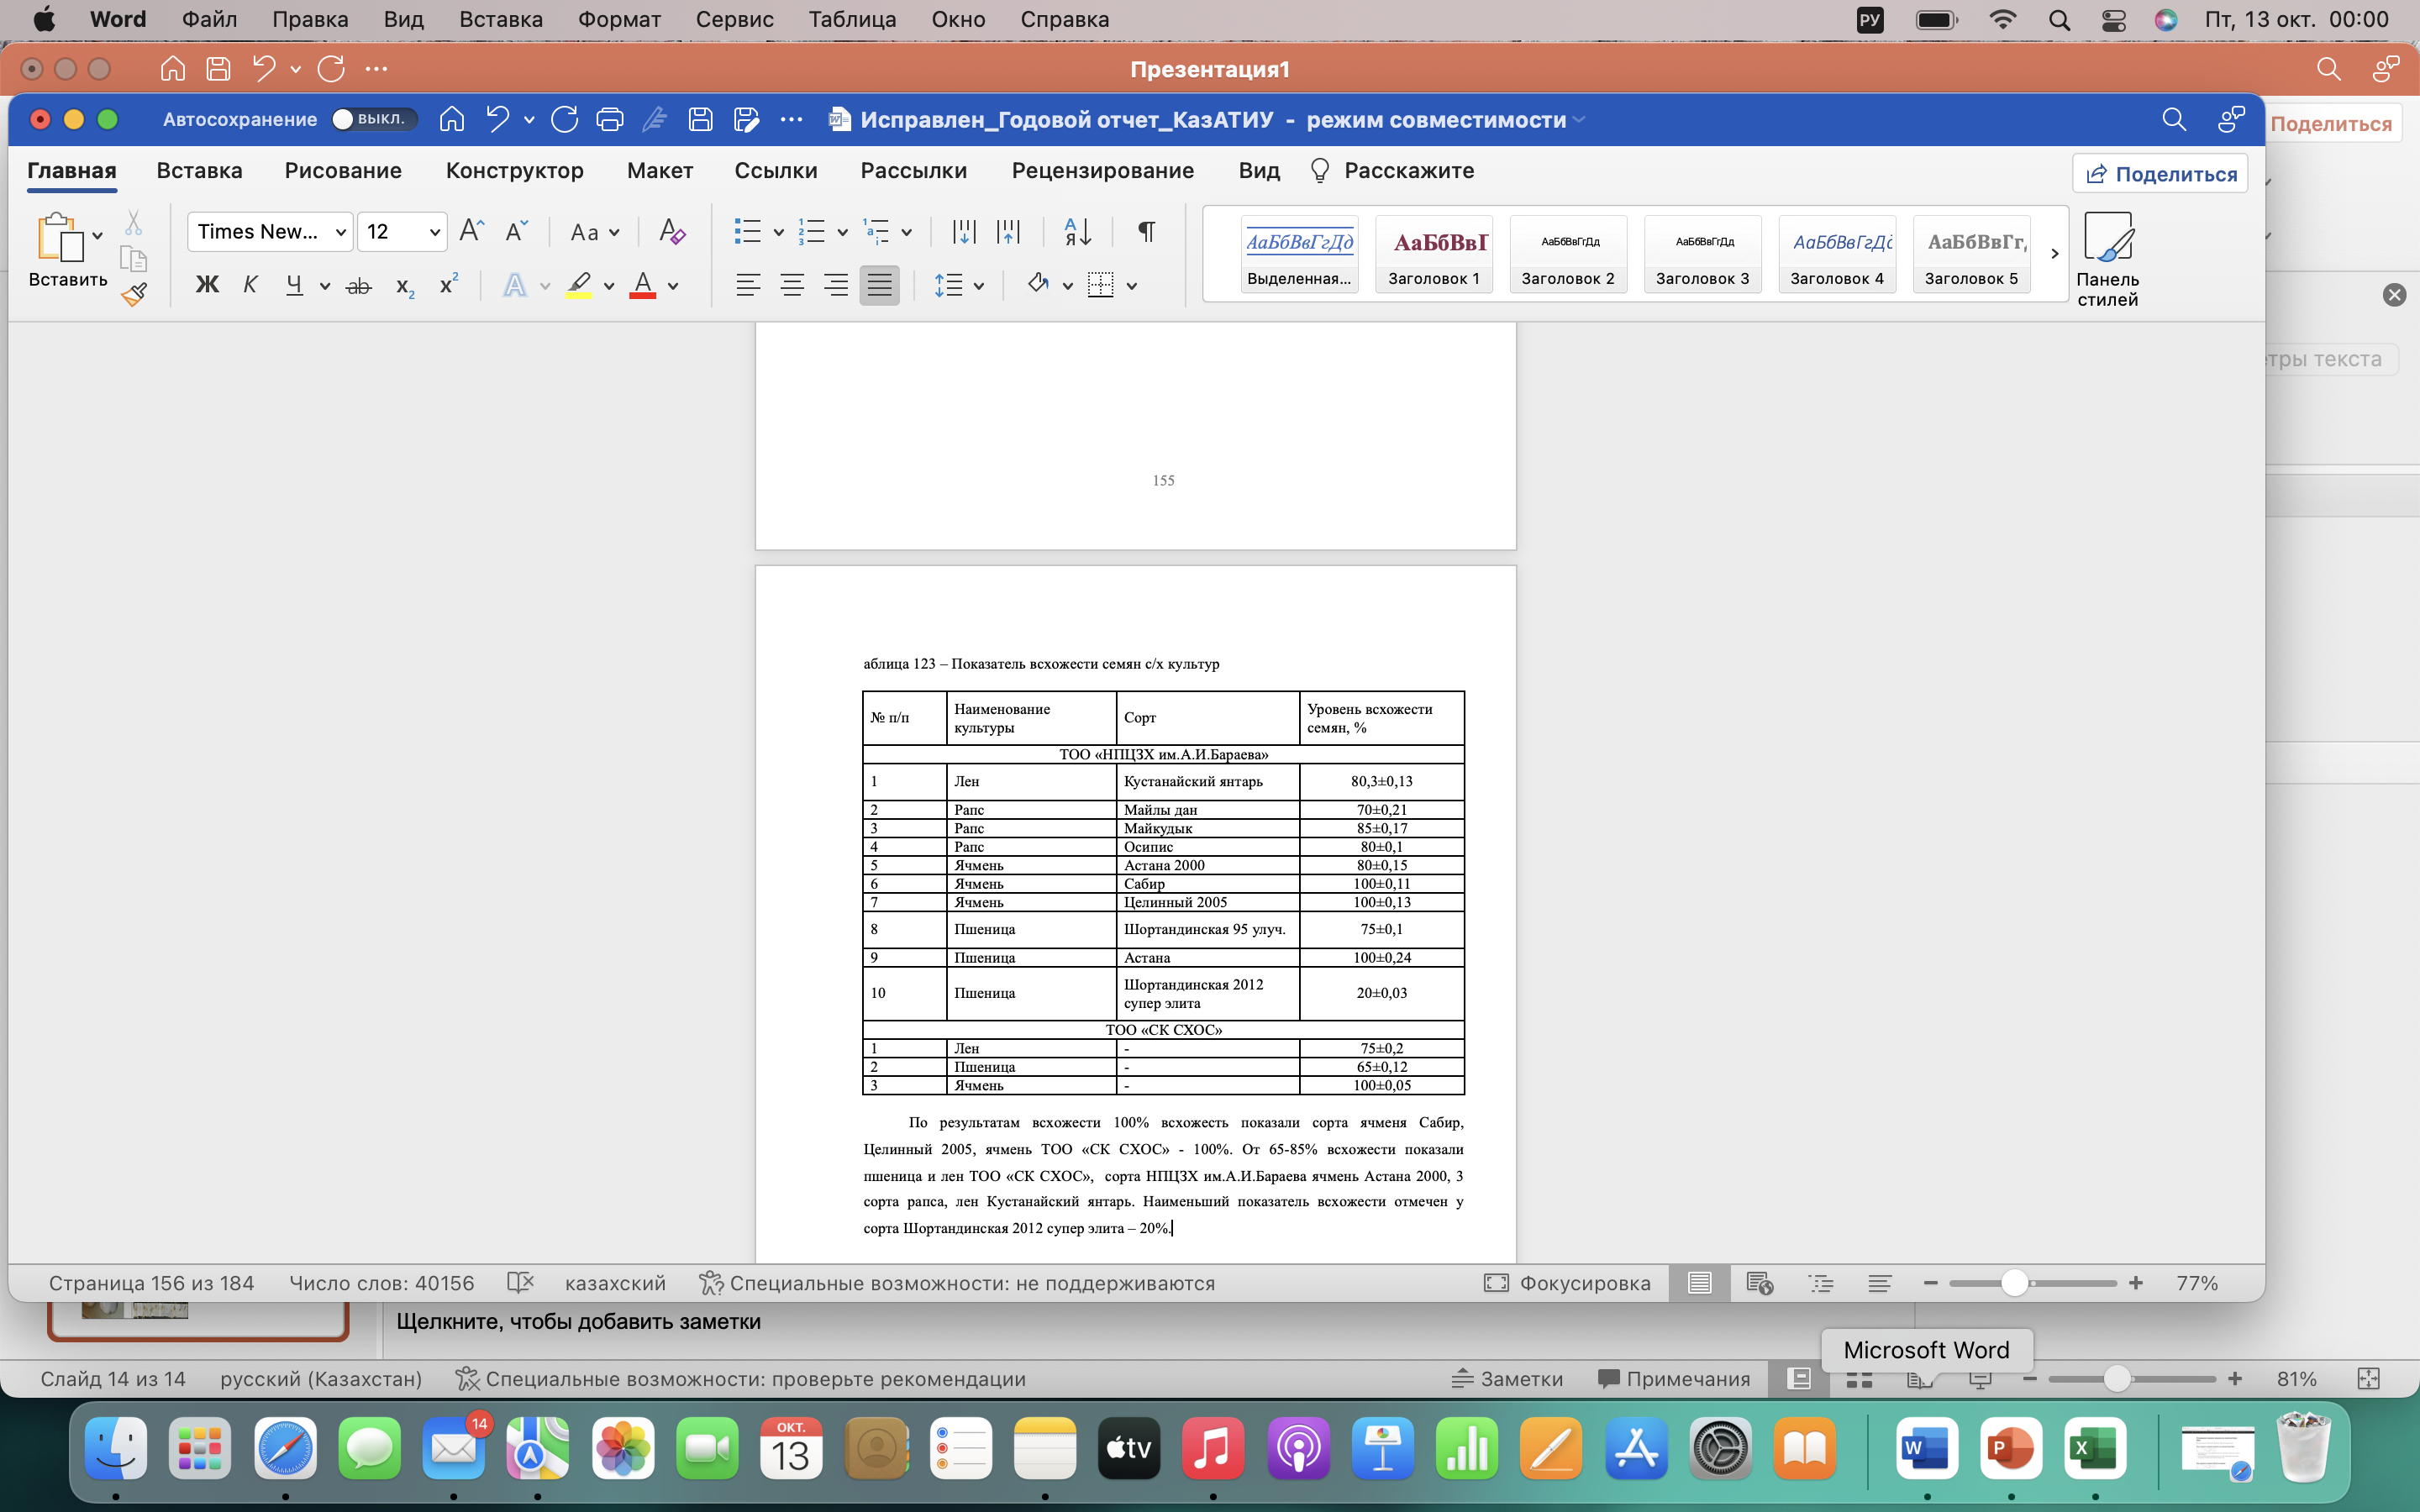 Word Файл Правка Вид Вставка Формат Сервис Таблица Окно Справка РУ Пт, 13 окт. 00:00
Презентация1
Автосохранение ВЫКЛ. Исправлен_Годовой отчет_КазАТИУ - режим совместимости
Поделиться
Главная Вставка Рисование Конструктор Макет Ссылки Рассылки Рецензирование Вид Расскажите Поделиться
Вставить
Times New... 12
Ж К Ч ab x₂ x²
АаБбВвГгДд АаБбВвГ АаБбВвГгДд АаБбВвГгДд АаБбВвГгДд АаБбВвГг,
Выделенная... Заголовок 1 Заголовок 2 Заголовок 3 Заголовок 4 Заголовок 5
Панель
стилей
тры текста
155
аблица 123 – Показатель всхожести семян с/х культур
№ п/п Наименование культуры Сорт Уровень всхожести семян, %
ТОО «НПЦЗХ им.А.И.Бараева»
1 Лен Кустанайский янтарь 80,3±0,13
2 Рапс Майлы дан 70±0,21
3 Рапс Майкудык 85±0,17
4 Рапс Осипис 80±0,1
5 Ячмень Астана 2000 80±0,15
6 Ячмень Сабир 100±0,11
7 Ячмень Целинный 2005 100±0,13
8 Пшеница Шортандинская 95 улуч. 75±0,1
9 Пшеница Астана 100±0,24
10 Пшеница Шортандинская 2012 супер элита 20±0,03
ТОО «СК СХОС»
1 Лен - 75±0,2
2 Пшеница - 65±0,12
3 Ячмень - 100±0,05
По результатам всхожести 100% всхожесть показали сорта ячменя Сабир,
Целинный 2005, ячмень ТОО «СК СХОС» - 100%. От 65-85% всхожести показали
пшеница и лен ТОО «СК СХОС», сорта НПЦЗХ им.А.И.Бараева ячмень Астана 2000, 3
сорта рапса, лен Кустанайский янтарь. Наименьший показатель всхожести отмечен у
сорта Шортандинская 2012 супер элита – 20%.
Страница 156 из 184 Число слов: 40156 казахский Специальные возможности: не поддерживаются Фокусировка 77%
Щелкните, чтобы добавить заметки
Microsoft Word
Слайд 14 из 14 русский (Казахстан) Специальные возможности: проверьте рекомендации Заметки Примечания 81%
14
ОКТ.
13
tv
W P X